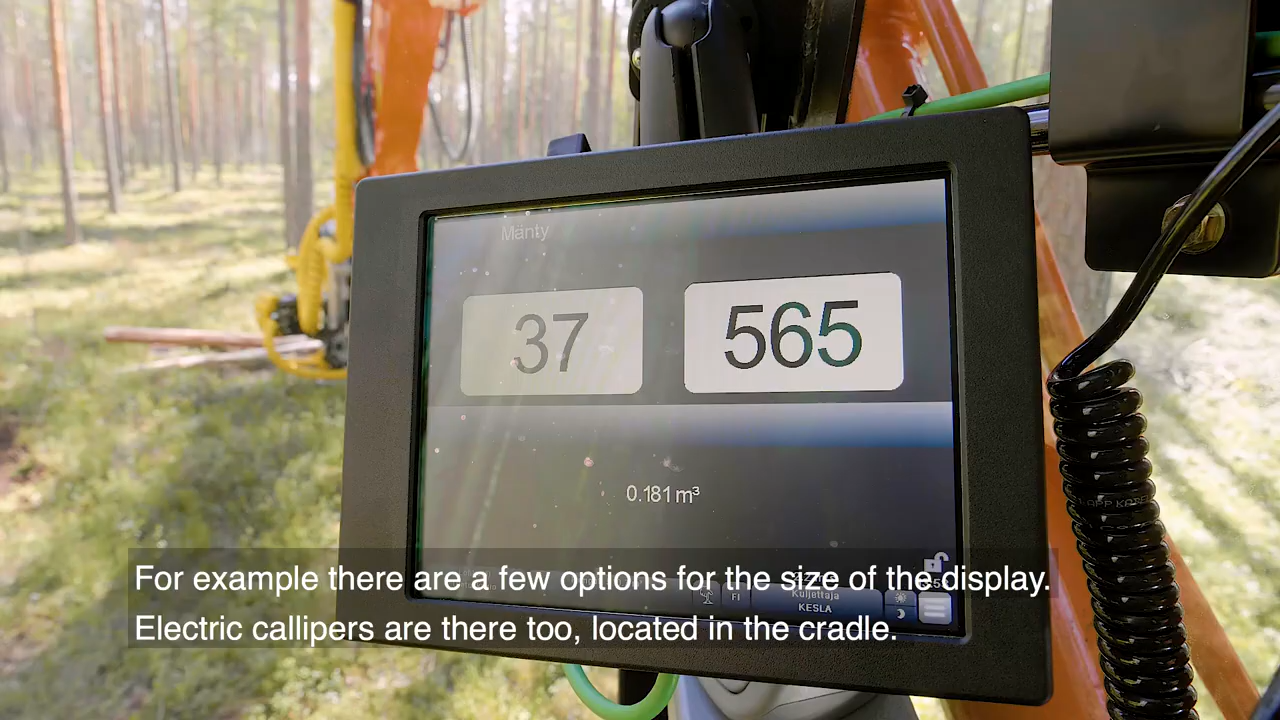 Mänty
37
565
0.181 m³
For example there are a few options for the size of the display.
FI
Kuljettaja
KESLA
Electric callipers are there too, located in the cradle.